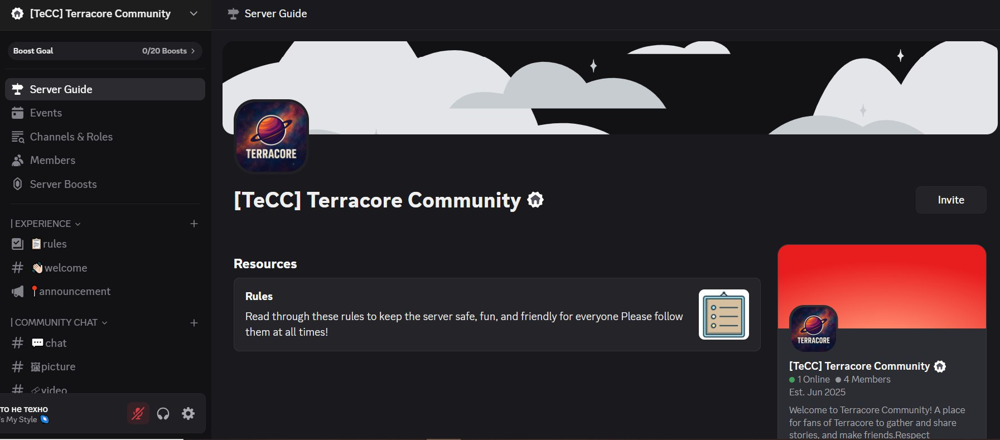 [TeCC] Terracore Community
Server Guide
Boost Goal
0/20 Boosts
Server Guide
Events
Channels & Roles
Members
Server Boosts
| EXPERIENCE
rules
welcome
announcement
| COMMUNITY CHAT
chat
picture
video
то не техно
's My Style
TERRACORE
[TeCC] Terracore Community
Invite
Resources
Rules
Read through these rules to keep the server safe, fun, and friendly for everyone Please follow
them at all times!
TERRACORE
[TeCC] Terracore Community
1 Online
4 Members
Est. Jun 2025
Welcome to Terracore Community! A place
for fans of Terracore to gather and share
stories, and make friends.Respect